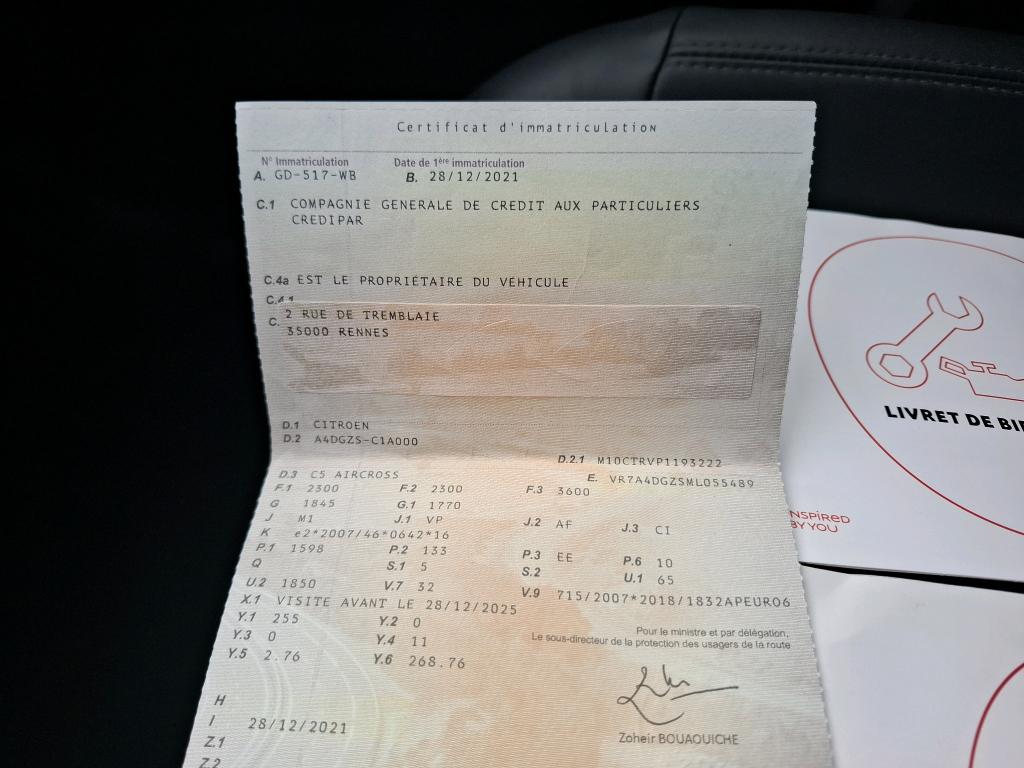 Certificat d'immatriculation
N° Immatriculation Date de 1ère immatriculation
A. GD-517-WB B. 28/12/2021
C.1 COMPAGNIE GENERALE DE CREDIT AUX PARTICULIERS
CREDIPAR
C.4a EST LE PROPRIÉTAIRE DU VÉHICULE
C.4.1
C. 2 RUE DE TREMBLAIE
35000 RENNES
D.1 CITROEN
D.2 A4DGZS-C1A000
D.2.1 M10CTRVP1193222
D.3 C5 AIRCROSS E. VR7A4DGZSML055489
F.1 2300 F.2 2300 F.3 3600
G 1845 G.1 1770
J M1 J.1 VP J.2 AF J.3 CI
K e2*2007/46*0642*16
P.1 1598 P.2 133 P.3 EE P.6 10
Q S.1 5 S.2 U.1 65
U.2 1850 V.7 32 V.9 715/2007*2018/1832APEURO6
X.1 VISITE AVANT LE 28/12/2025
Y.1 255 Y.2 0
Y.3 0 Y.4 11
Y.5 2.76 Y.6 268.76
Pour le ministre et par délégation,
Le sous-directeur de la protection des usagers de la route
Zoheir BOUAOUICHE
H
I 28/12/2021
Z.1
Z.2
LIVRET DE
NSPIRED
BY YOU